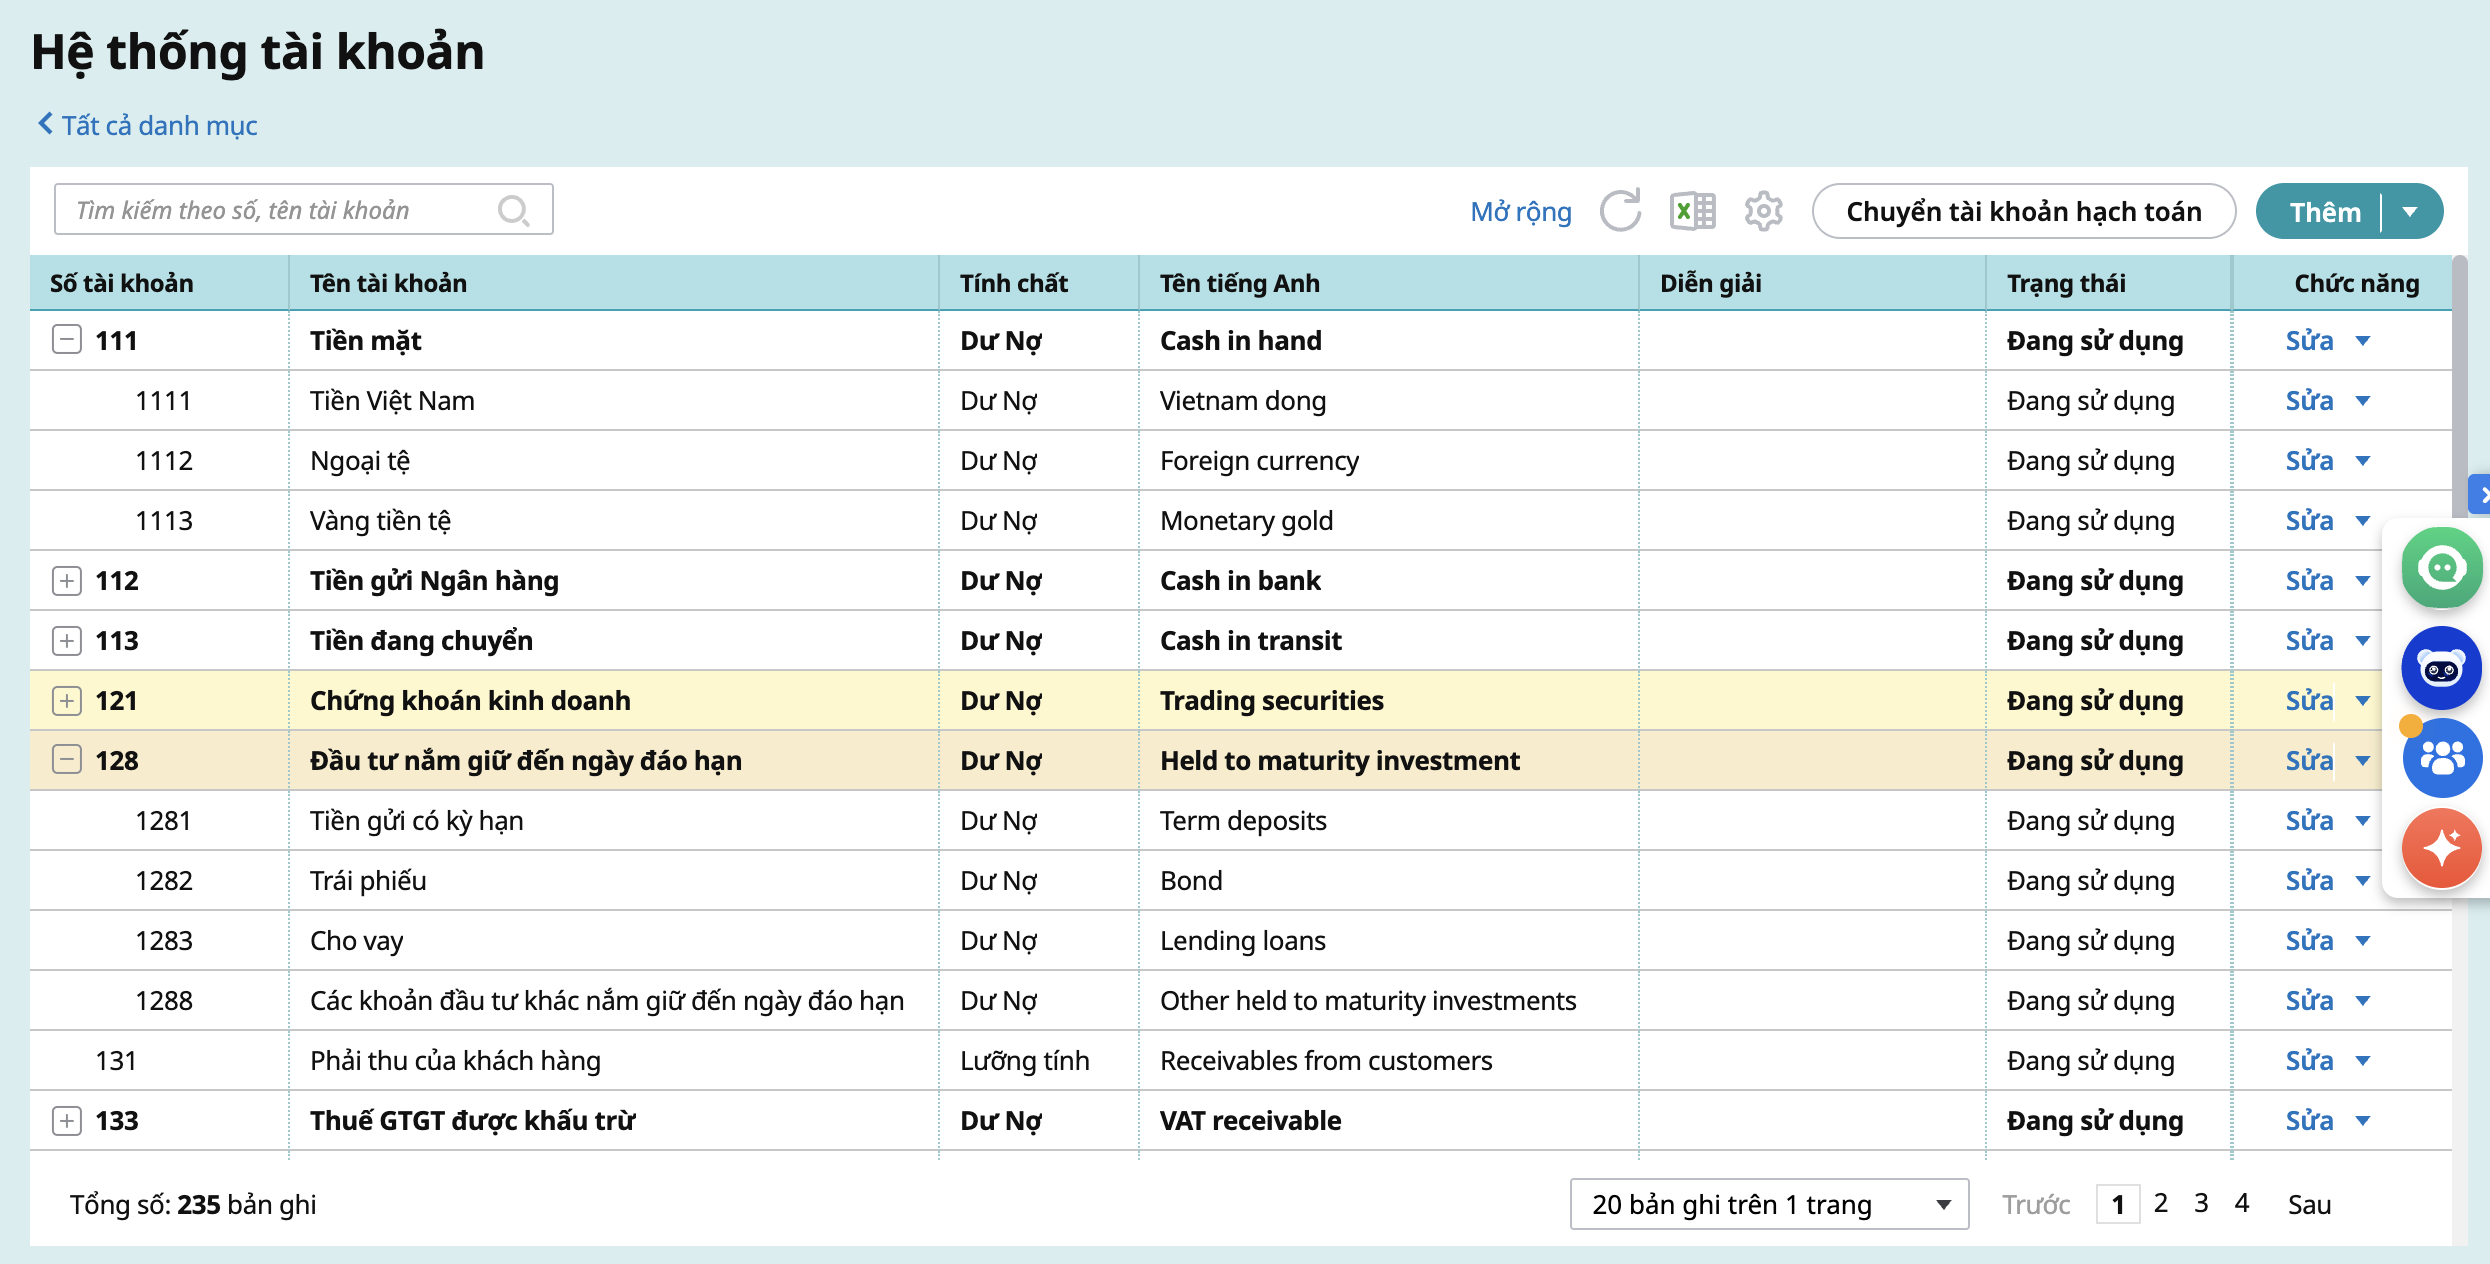 Hệ thống tài khoản
Tất cả danh mục
Tìm kiếm theo số, tên tài khoản
Mở rộng
Chuyển tài khoản hạch toán
Thêm
Số tài khoản Tên tài khoản Tính chất Tên tiếng Anh Diễn giải Trạng thái Chức năng
111 Tiền mặt Dư Nợ Cash in hand Đang sử dụng Sửa
1111 Tiền Việt Nam Dư Nợ Vietnam dong Đang sử dụng Sửa
1112 Ngoại tệ Dư Nợ Foreign currency Đang sử dụng Sửa
1113 Vàng tiền tệ Dư Nợ Monetary gold Đang sử dụng Sửa
112 Tiền gửi Ngân hàng Dư Nợ Cash in bank Đang sử dụng Sửa
113 Tiền đang chuyển Dư Nợ Cash in transit Đang sử dụng Sửa
121 Chứng khoán kinh doanh Dư Nợ Trading securities Đang sử dụng Sửa
128 Đầu tư nắm giữ đến ngày đáo hạn Dư Nợ Held to maturity investment Đang sử dụng Sửa
1281 Tiền gửi có kỳ hạn Dư Nợ Term deposits Đang sử dụng Sửa
1282 Trái phiếu Dư Nợ Bond Đang sử dụng Sửa
1283 Cho vay Dư Nợ Lending loans Đang sử dụng Sửa
1288 Các khoản đầu tư khác nắm giữ đến ngày đáo hạn Dư Nợ Other held to maturity investments Đang sử dụng Sửa
131 Phải thu của khách hàng Lưỡng tính Receivables from customers Đang sử dụng Sửa
133 Thuế GTGT được khấu trừ Dư Nợ VAT receivable Đang sử dụng Sửa
Tổng số: 235 bản ghi 20 bản ghi trên 1 trang Trước 1 2 3 4 Sau